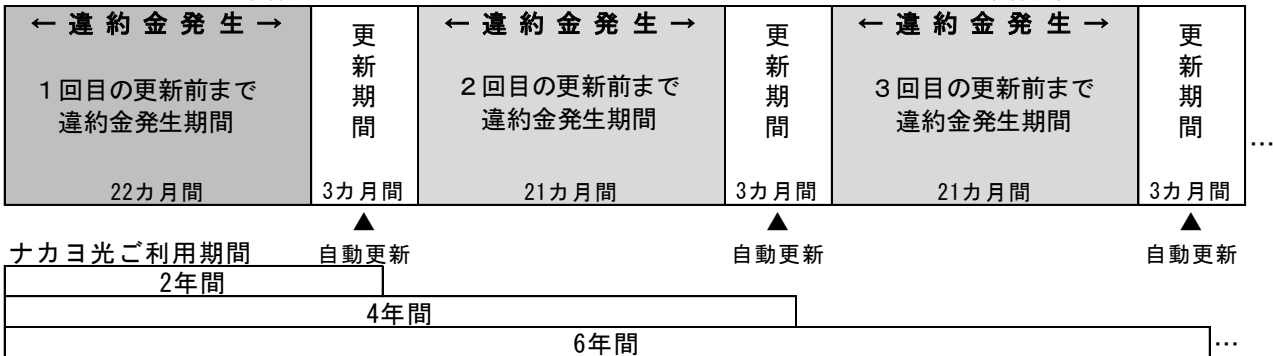 ←違約金発生→
1回目の更新前まで
違約金発生期間
22カ月間
更新期間
3カ月間
←違約金発生→
2回目の更新前まで
違約金発生期間
21カ月間
更新期間
3カ月間
←違約金発生→
3回目の更新前まで
違約金発生期間
21カ月間
更新期間
3カ月間
…
▲
自動更新
▲
自動更新
▲
自動更新
ナカヨ光ご利用期間
2年間
4年間
6年間
…